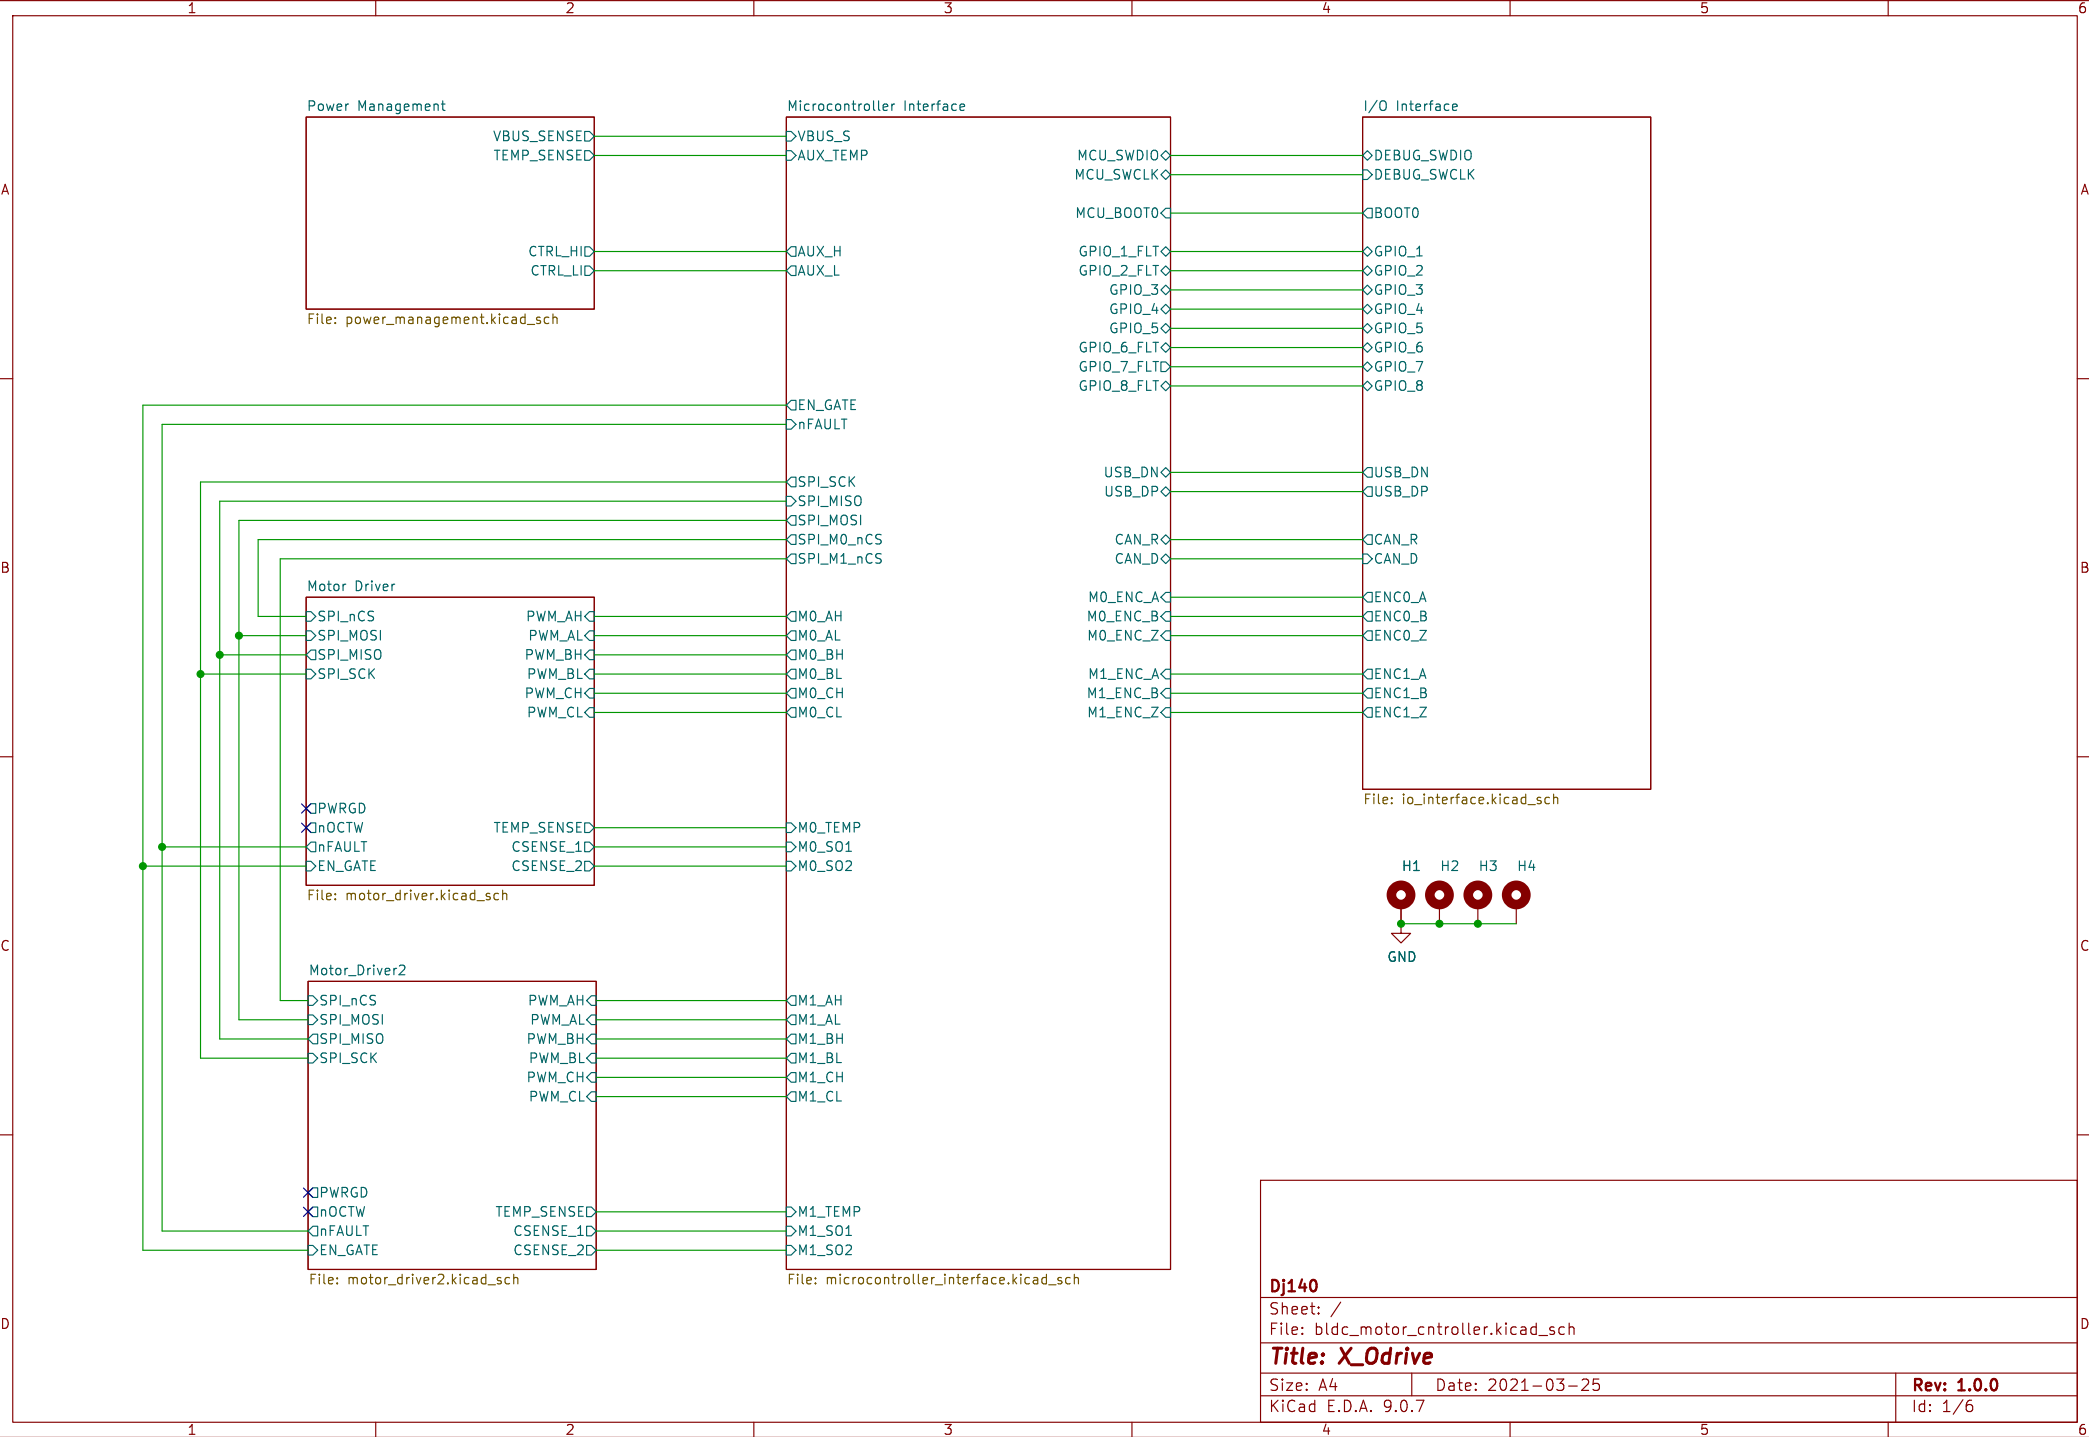 1 2 3 4 5 6
A
B
C
D
A
B
C
D
1 2 3 4 5 6
Power Management
VBUS_SENSE
TEMP_SENSE
CTRL_HI
CTRL_LI
File: power_management.kicad_sch
Microcontroller Interface
VBUS_S
AUX_TEMP
AUX_H
AUX_L
EN_GATE
nFAULT
SPI_SCK
SPI_MISO
SPI_MOSI
SPI_M0_nCS
SPI_M1_nCS
M0_AH
M0_AL
M0_BH
M0_BL
M0_CH
M0_CL
M0_TEMP
M0_SO1
M0_SO2
M1_AH
M1_AL
M1_BH
M1_BL
M1_CH
M1_CL
M1_TEMP
M1_SO1
M1_SO2
MCU_SWDIO
MCU_SWCLK
MCU_BOOT0
GPIO_1_FLT
GPIO_2_FLT
GPIO_3
GPIO_4
GPIO_5
GPIO_6_FLT
GPIO_7_FLT
GPIO_8_FLT
USB_DN
USB_DP
CAN_R
CAN_D
M0_ENC_A
M0_ENC_B
M0_ENC_Z
M1_ENC_A
M1_ENC_B
M1_ENC_Z
File: microcontroller_interface.kicad_sch
I/O Interface
DEBUG_SWDIO
DEBUG_SWCLK
BOOT0
GPIO_1
GPIO_2
GPIO_3
GPIO_4
GPIO_5
GPIO_6
GPIO_7
GPIO_8
USB_DN
USB_DP
CAN_R
CAN_D
ENC0_A
ENC0_B
ENC0_Z
ENC1_A
ENC1_B
ENC1_Z
File: io_interface.kicad_sch
Motor Driver
SPI_nCS
SPI_MOSI
SPI_MISO
SPI_SCK
PWRGD
nOCTW
nFAULT
EN_GATE
PWM_AH
PWM_AL
PWM_BH
PWM_BL
PWM_CH
PWM_CL
TEMP_SENSE
CSENSE_1
CSENSE_2
File: motor_driver.kicad_sch
Motor_Driver2
SPI_nCS
SPI_MOSI
SPI_MISO
SPI_SCK
PWRGD
nOCTW
nFAULT
EN_GATE
PWM_AH
PWM_AL
PWM_BH
PWM_BL
PWM_CH
PWM_CL
TEMP_SENSE
CSENSE_1
CSENSE_2
File: motor_driver2.kicad_sch
H1 H2 H3 H4
GND
Dj140
Sheet: /
File: bldc_motor_cntroller.kicad_sch
Title: X_Odrive
Size: A4 Date: 2021-03-25 Rev: 1.0.0
KiCad E.D.A. 9.0.7 Id: 1/6